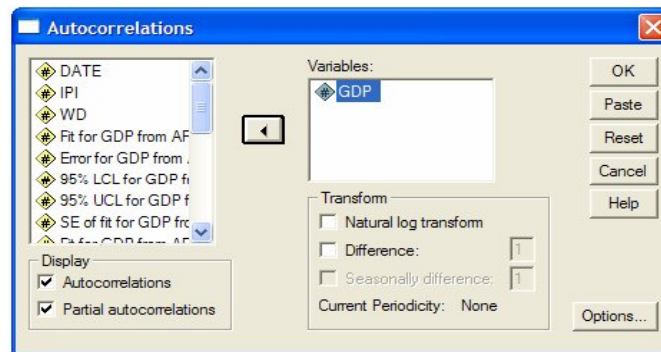 Autocorrelations
DATE
IPI
WD
Fit for GDP from
Error for GDP from
95% LCL for GDP
95% UCL for GDP f
SE of fit for GDP
Variables:
GDP
OK
Paste
Reset
Cancel
Help
Transform
Natural log transform
Difference: 1
Seasonally difference: 1
Current Periodicity: None
Display
Autocorrelations
Partial autocorrelations
Options...